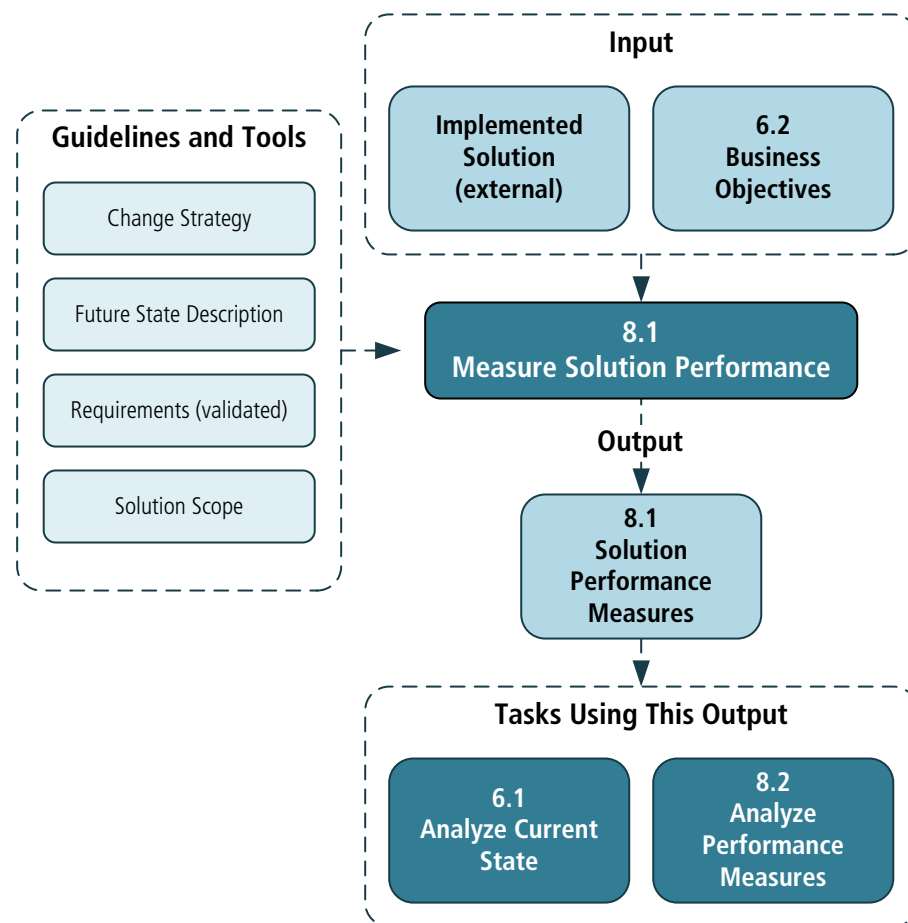 Input
Implemented
Solution
(external)
6.2
Business
Objectives
Guidelines and Tools
Change Strategy
Future State Description
Requirements (validated)
Solution Scope
8.1
Measure Solution Performance
Output
8.1
Solution
Performance
Measures
Tasks Using This Output
6.1
Analyze Current
State
8.2
Analyze
Performance
Measures